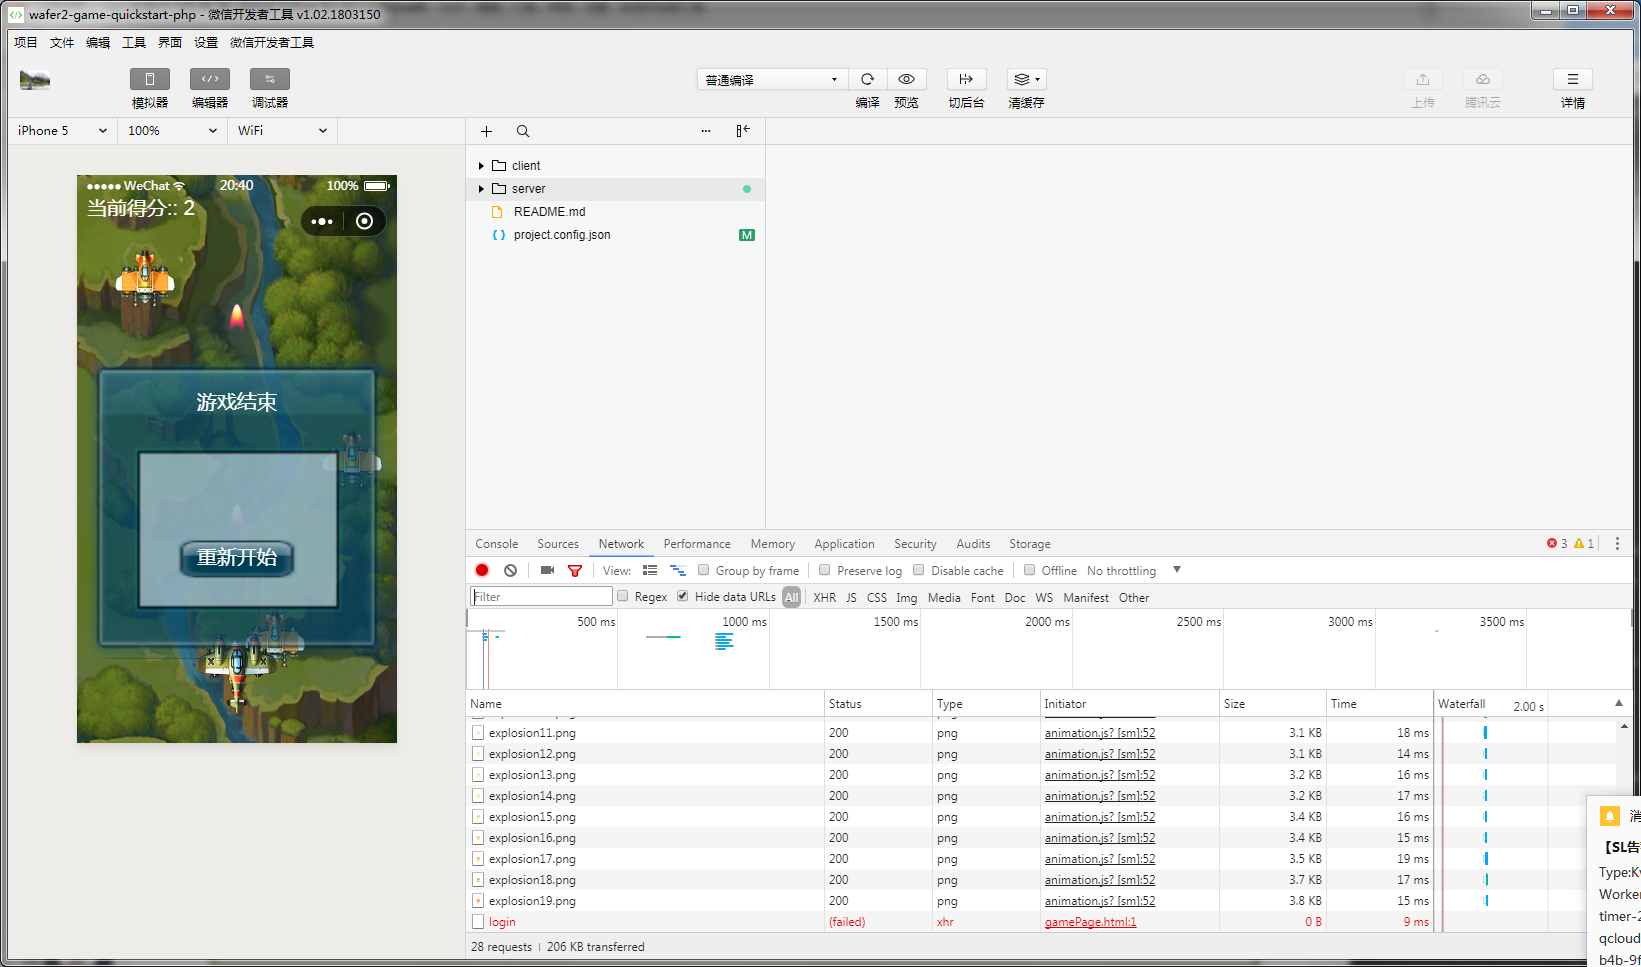 wafer2-game-quickstart-php - 微信开发者工具 v1.02.1803150
项目 文件 编辑 工具 界面 设置 微信开发者工具
普通编译
模拟器 编辑器 调试器 编译 预览 切后台 清缓存 上传 腾讯云 详情
iPhone 5 100% WiFi
WeChat 20:40 100%
当前得分:: 2
游戏结束
重新开始
client
server
README.md
project.config.json M
Console Sources Network Performance Memory Application Security Audits Storage 3 1
View: Group by frame Preserve log Disable cache Offline No throttling
Filter Regex Hide data URLs All XHR JS CSS Img Media Font Doc WS Manifest Other
500 ms 1000 ms 1500 ms 2000 ms 2500 ms 3000 ms 3500 ms
Name Status Type Initiator Size Time Waterfall 2.00 s
explosion11.png 200 png animation.js? [sm]:52 3.1 KB 18 ms
explosion12.png 200 png animation.js? [sm]:52 3.1 KB 14 ms
explosion13.png 200 png animation.js? [sm]:52 3.2 KB 16 ms
explosion14.png 200 png animation.js? [sm]:52 3.2 KB 17 ms
explosion15.png 200 png animation.js? [sm]:52 3.4 KB 16 ms
explosion16.png 200 png animation.js? [sm]:52 3.4 KB 15 ms
explosion17.png 200 png animation.js? [sm]:52 3.5 KB 19 ms
explosion18.png 200 png animation.js? [sm]:52 3.7 KB 17 ms
explosion19.png 200 png animation.js? [sm]:52 3.8 KB 15 ms
login (failed) xhr gamePage.html:1 0 B 9 ms
28 requests | 206 KB transferred
消
【SL告
Type:Kv
Worker
timer-2
qcloud
b4b-9f